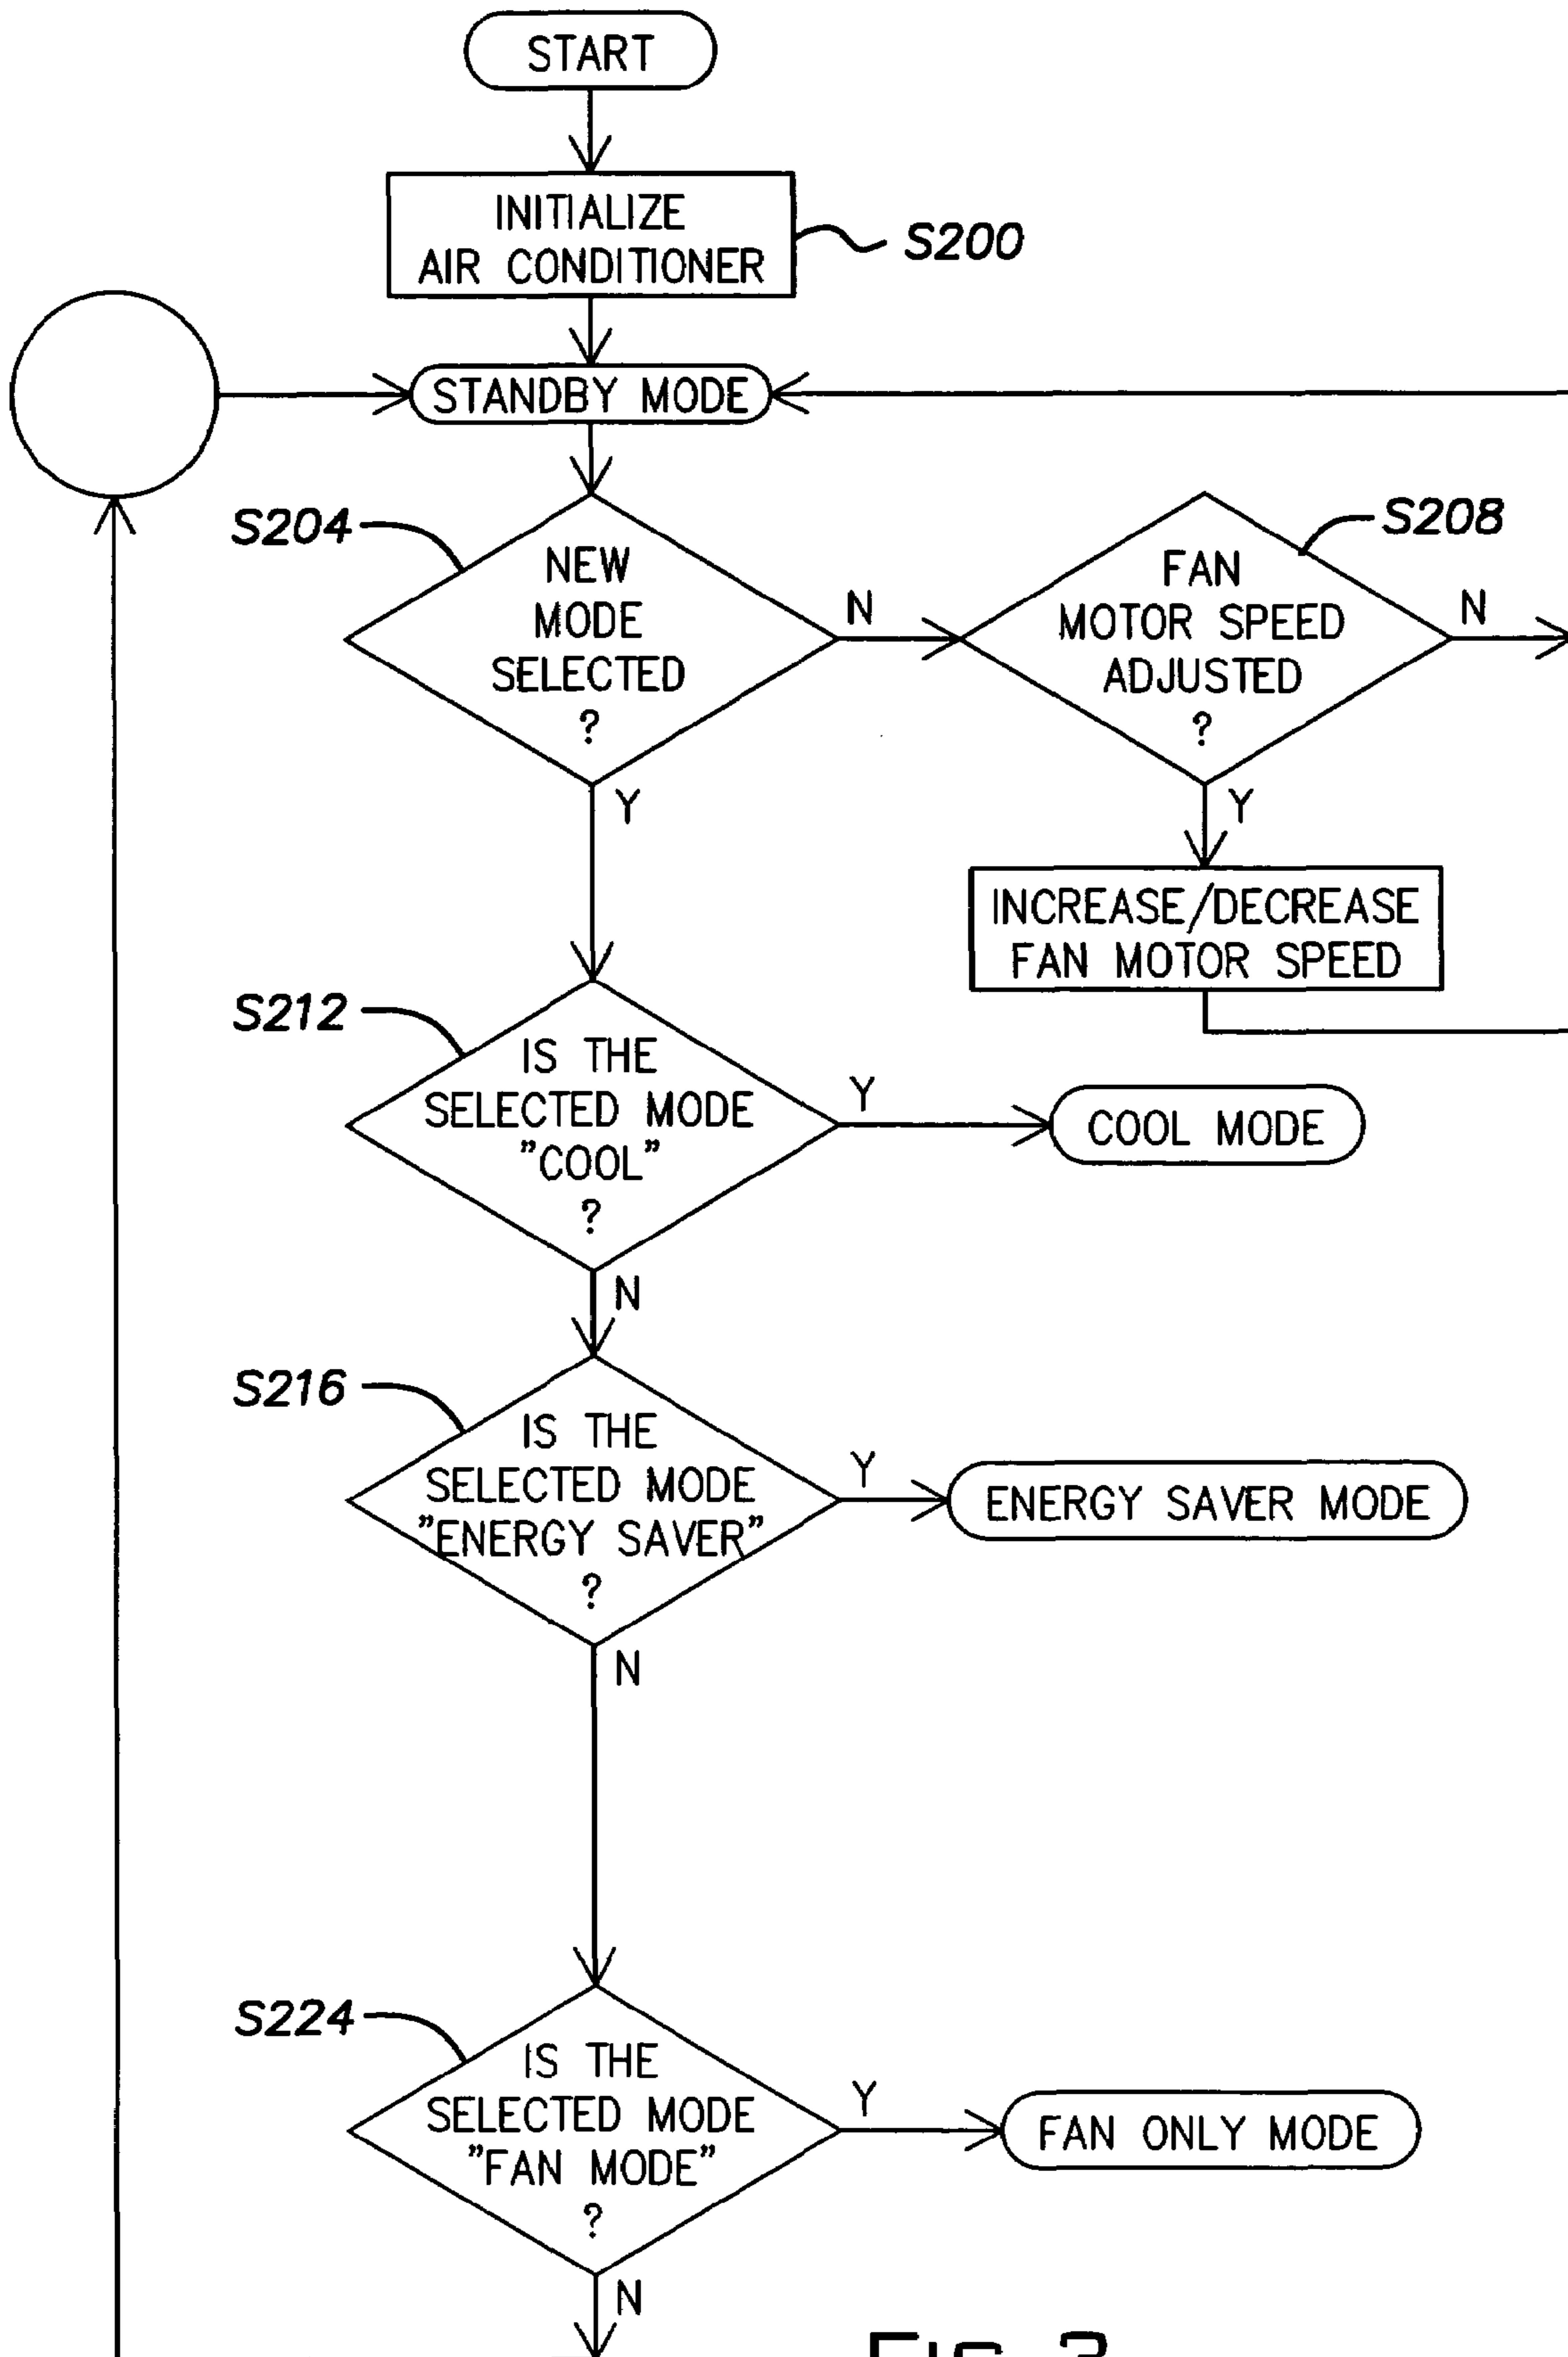 START
INITIALIZE
AIR CONDITIONER
S200
STANDBY MODE
S204
NEW
MODE
SELECTED
?
N
Y
S208
FAN
MOTOR SPEED
ADJUSTED
?
N
Y
INCREASE/DECREASE
FAN MOTOR SPEED
S212
IS THE
SELECTED MODE
"COOL"
?
Y
COOL MODE
N
S216
IS THE
SELECTED MODE
"ENERGY SAVER"
?
Y
ENERGY SAVER MODE
N
S224
IS THE
SELECTED MODE
"FAN MODE"
?
Y
FAN ONLY MODE
N